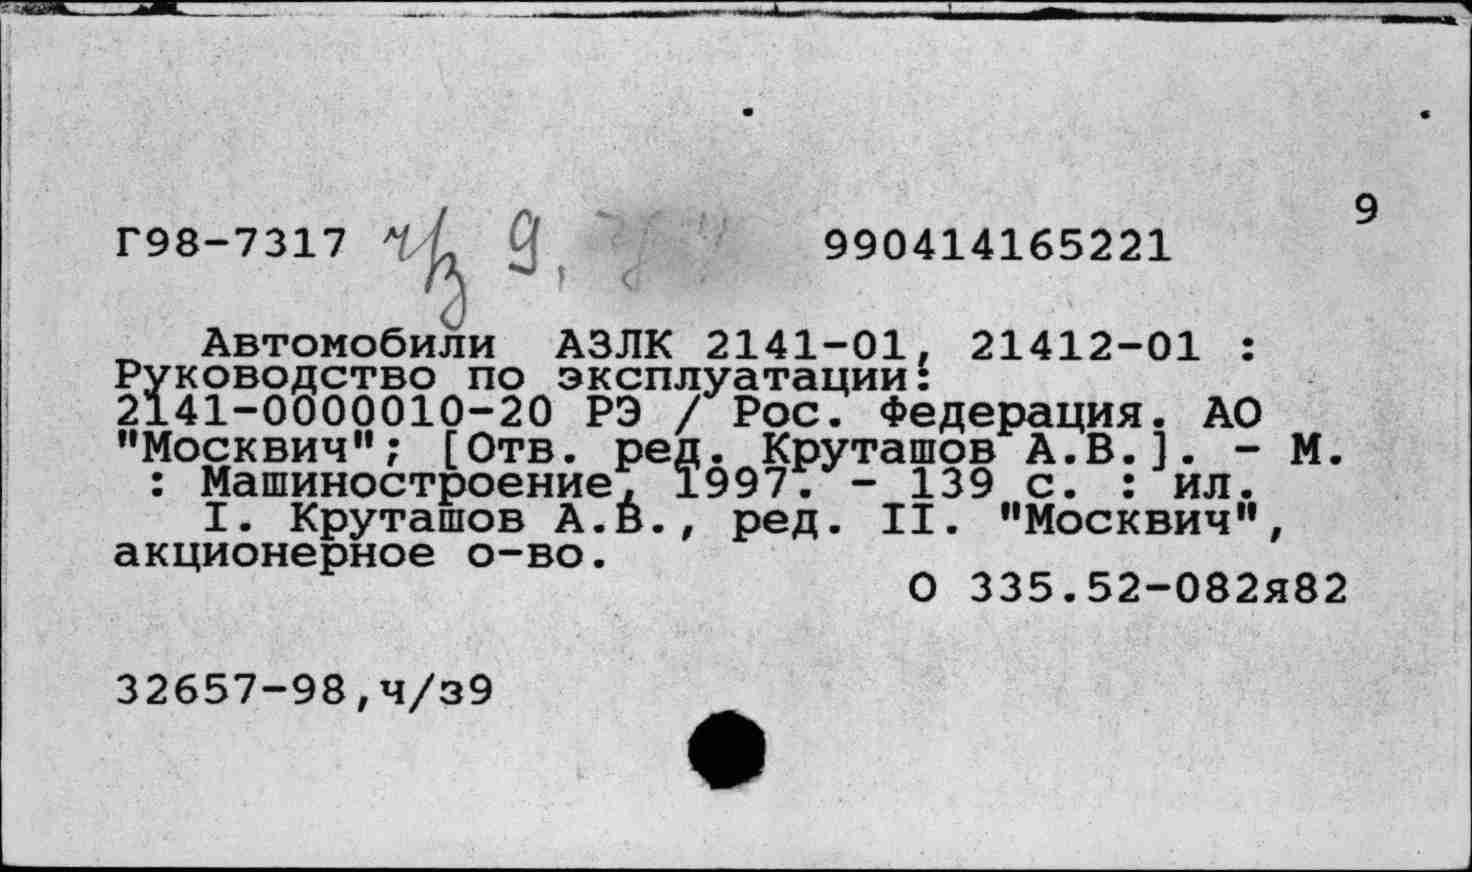 9
Г98-7317 ч/з 9, 990414165221
Автомобили АЗЛК 2141-01, 21412-01 :
Руководство по эксплуатации:
2141-0000010-20 РЭ / Рос. Федерация. АО
"Москвич"; [Отв. ред. Круташов А.В.]. - М.
: Машиностроение, 1997. - 139 с. : ил.
I. Круташов А.В., ред. II. "Москвич",
акционерное о-во.
О 335.52-082я82
32657-98,ч/з9